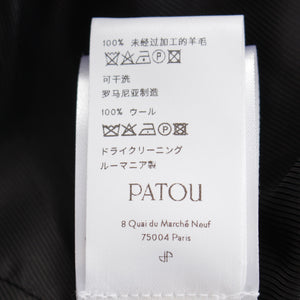 100% 未经过加工的羊毛
可干洗
罗马尼亚制造
100% ウール
ドライクリーニング
ルーマニア製
PATOU
8 Quai du Marché Neuf
75004 Paris